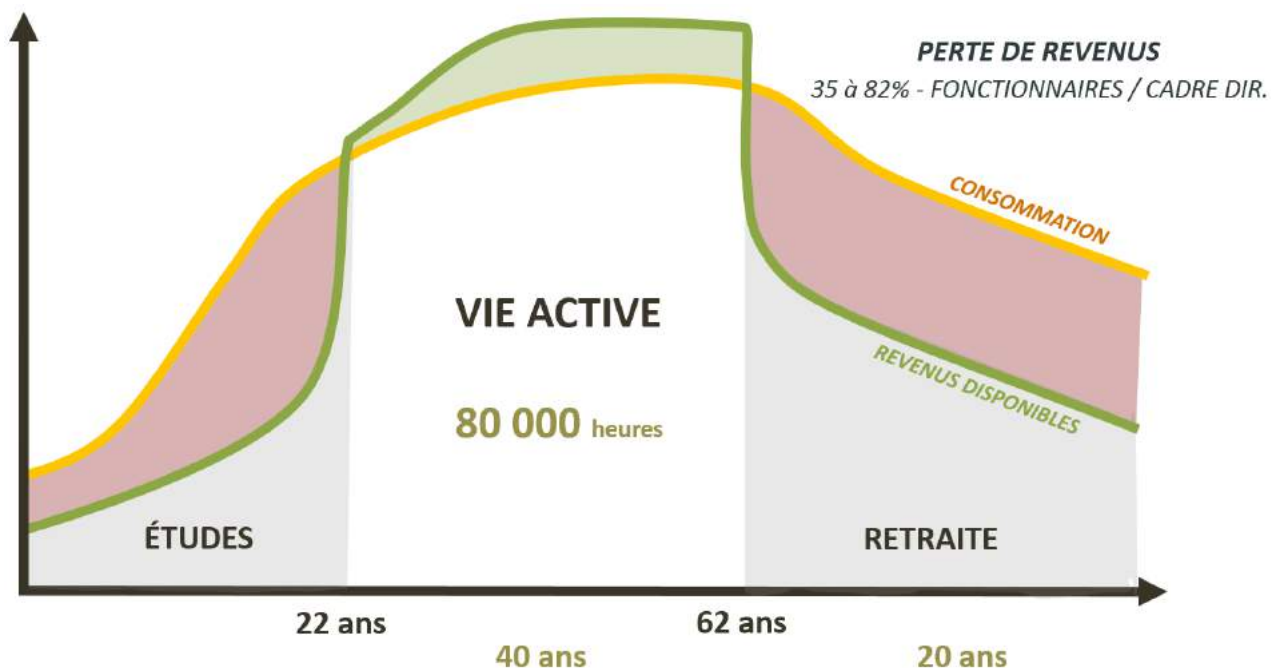 PERTE DE REVENUS
35 à 82% - FONCTIONNAIRES / CADRE DIR.
CONSOMMATION
VIE ACTIVE
REVENUS DISPONIBLES
80 000 heures
ÉTUDES
RETRAITE
22 ans
62 ans
40 ans
20 ans